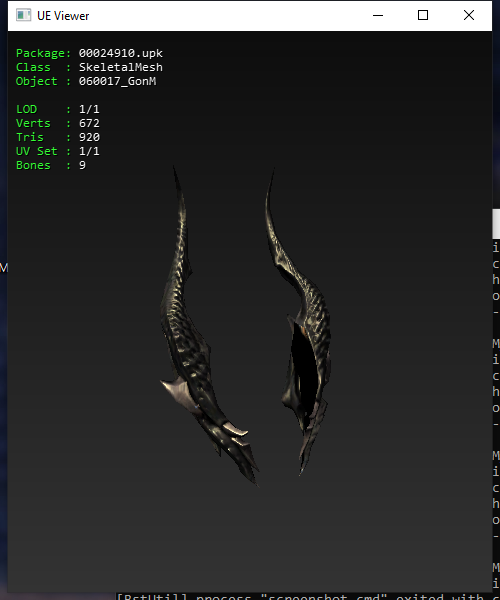 UE Viewer
Package: 00024910.upk
Class  : SkeletalMesh
Object : 060017_GonM
LOD    : 1/1
Verts  : 672
Tris   : 920
UV Set : 1/1
Bones  : 9
M
i
c
h
o
-
M
i
c
h
o
-
M
i
c
h
o
-
M
i
[BstUtil] process "screenshot.cmd" exited with c